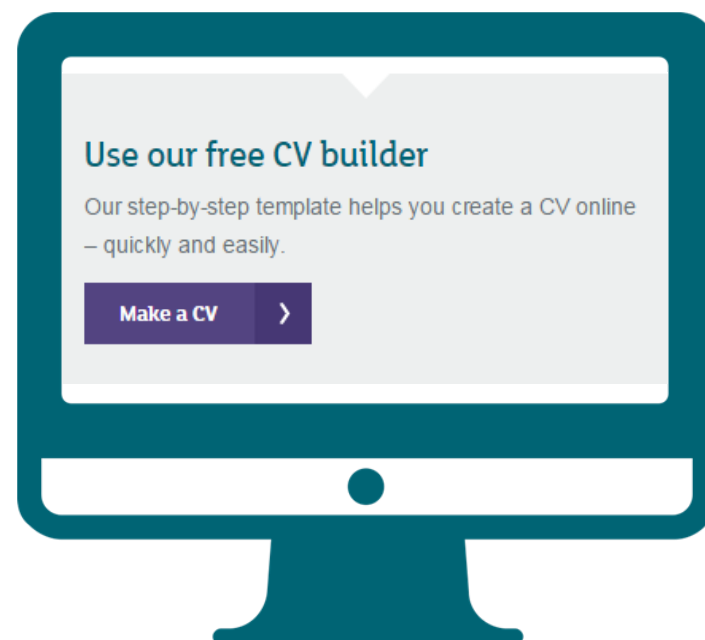 Use our free CV builder
Our step-by-step template helps you create a CV online
– quickly and easily.
Make a CV